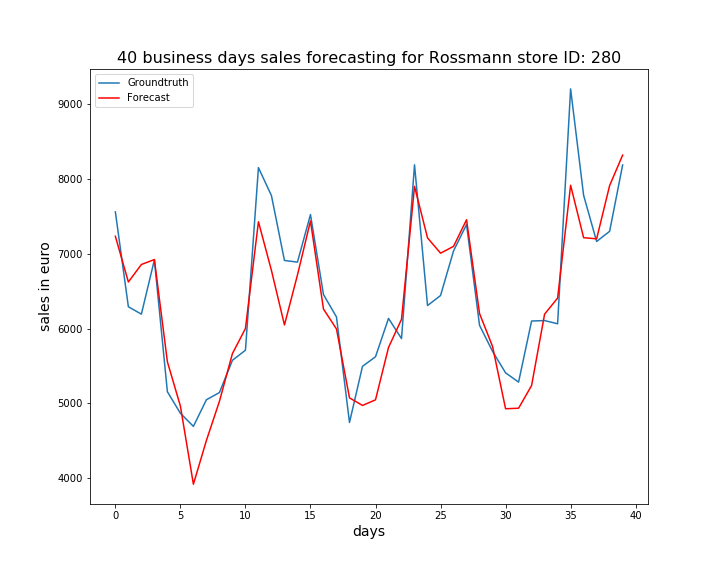 40 business days sales forecasting for Rossmann store ID: 280
Groundtruth
Forecast
9000
8000
7000
6000
5000
4000
sales in euro
0 5 10 15 20 25 30 35 40
days